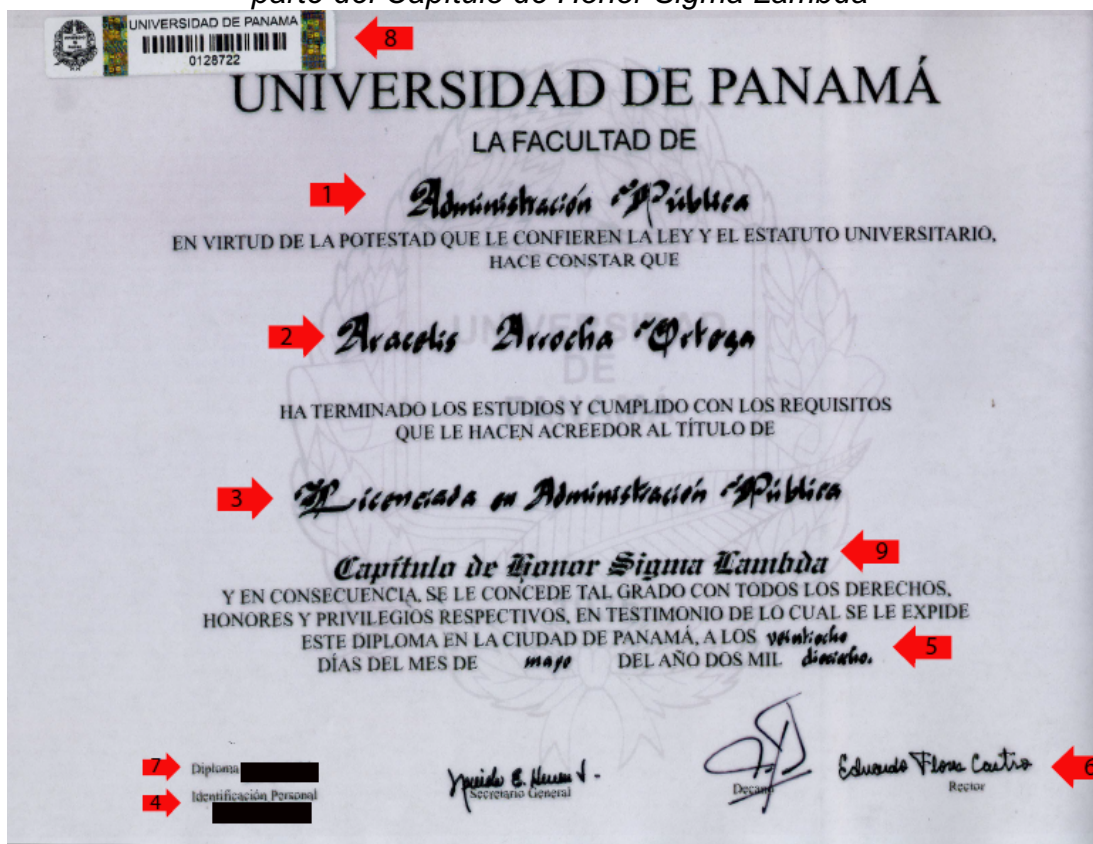 parte del Capítulo de Honor Sigma Lambda
UNIVERSIDAD DE PANAMA
0128722
8
UNIVERSIDAD DE PANAMÁ
LA FACULTAD DE
1
Administración Pública
EN VIRTUD DE LA POTESTAD QUE LE CONFIEREN LA LEY Y EL ESTATUTO UNIVERSITARIO,
HACE CONSTAR QUE
2
Aracelis Arrocha Ortega
UNIVERSIDAD
DE
PANAMÁ
HA TERMINADO LOS ESTUDIOS Y CUMPLIDO CON LOS REQUISITOS
QUE LE HACEN ACREEDOR AL TÍTULO DE
3
Licenciada en Administración Pública
Capítulo de Honor Sigma Lambda
9
Y EN CONSECUENCIA, SE LE CONCEDE TAL GRADO CON TODOS LOS DERECHOS,
HONORES Y PRIVILEGIOS RESPECTIVOS, EN TESTIMONIO DE LO CUAL SE LE EXPIDE
ESTE DIPLOMA EN LA CIUDAD DE PANAMÁ, A LOS veintiocho
5
DÍAS DEL MES DE mayo DEL AÑO DOS MIL dieciocho.
7
Diploma
4
Identificación Personal
Secretario General
Decano
Eduardo Flores Castro
Rector
6